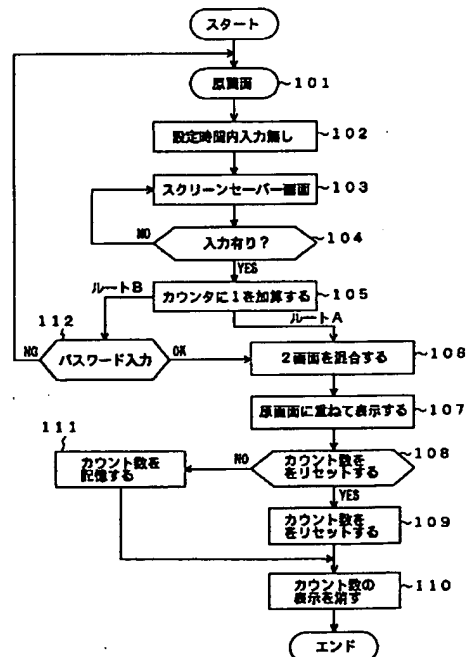 スタート
原画面
101
設定時間内入力無し
102
スクリーンセーバー画面
103
NO
入力有り?
104
YES
ルートB
カウンタに1を加算する
105
ルートA
112
NG
パスワード入力
OK
2画面を混合する
106
原画面に重ねて表示する
107
111
カウント数を
記憶する
NO
カウント数を
をリセットする
108
YES
カウント数を
をリセットする
109
カウント数の
表示を消す
110
エンド